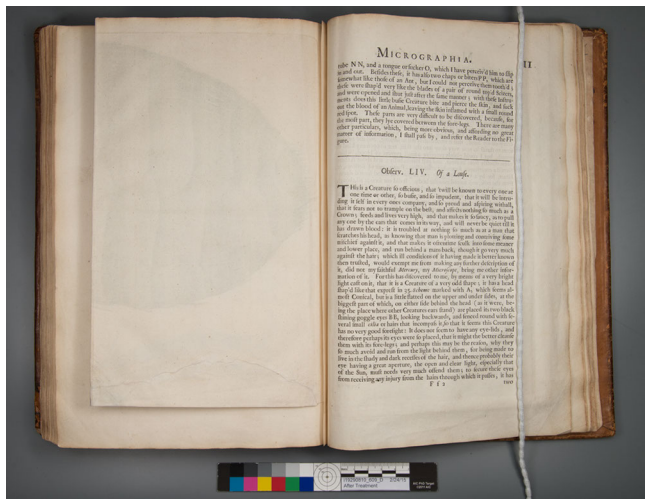 MICROGRAPHIA.
tube NN, and a tongue or sucker O, which I have perceiv'd him to slip
in and out. Besides these, it has also two chaps or biters PP, which are
somewhat like those of an Ant, but I could not perceive them tooth'd;
these were shap'd very like the blades of a pair of round top'd Scizers,
and were opened and shut just after the same manner; with these Instru-
ments does this little busie Creature bite and pierce the skin, and suck
out the blood of an Animal, leaving the skin inflamed with a small round
red spot. These parts are very difficult to be discovered, because, for
the most part, they lye covered between the fore-legs. There are many
other particulars, which, being more obvious, and affording no great
matter of information, I shall pass by, and refer the Reader to the Fi-
gure.
Observ. LIV. Of a Louse.
THis is a Creature so officious, that 'twill be known to every one at
one time or other, so busie, and so impudent, that it will be intru-
ding it self in every ones company, and so proud and aspiring withall,
that it fears not to trample on the best, and affects nothing so much as a
Crown; feeds and lives very high, and that makes it so saucy, as to pull
any one by the ears that comes in its way, and will never be quiet till it
has drawn blood: it is troubled at nothing so much as at a man that
scratches his head, as knowing that man is plotting and contriving some
mischief against it, and that makes it oftentime sculk into some meaner
and lower place, and run behind a mans back, though it go very much
against the hair; which ill conditions of it having made it better known
then trusted, would exempt me from making any further description of
it, did not my faithful Mercury, my Microscope, bring me other infor-
mation of it. For this has discovered to me, by means of a very bright
light cast on it, that it is a Creature of a very odd shape; it has a head
shap'd like that exprest in 35. Scheme marked with A, which seems al-
most Conical, but is a little flatted on the upper and under sides, at the
biggest part of which, on either side behind the head (as it were, be-
ing the place where other Creatures ears stand) are placed its two black
shining goggle eyes BB, looking backwards, and fenced round with se-
veral small cilia or hairs that incompass it, so that it seems this Creature
has no very good foresight: It does not seem to have any eye-lids, and
therefore perhaps its eyes were so placed, that it might the better cleanse
them with its fore-legs; and perhaps this may be the reason, why they
so much avoid and run from the light behind them, for being made to
live in the shady and dark recesses of the hair, and thence probably their
eye having a great aperture, the open and clear light, especially that
of the Sun, must needs very much offend them; to secure these eyes
from receiving any injury from the hairs through which it passes, it has
Ff2 two
After Treatment